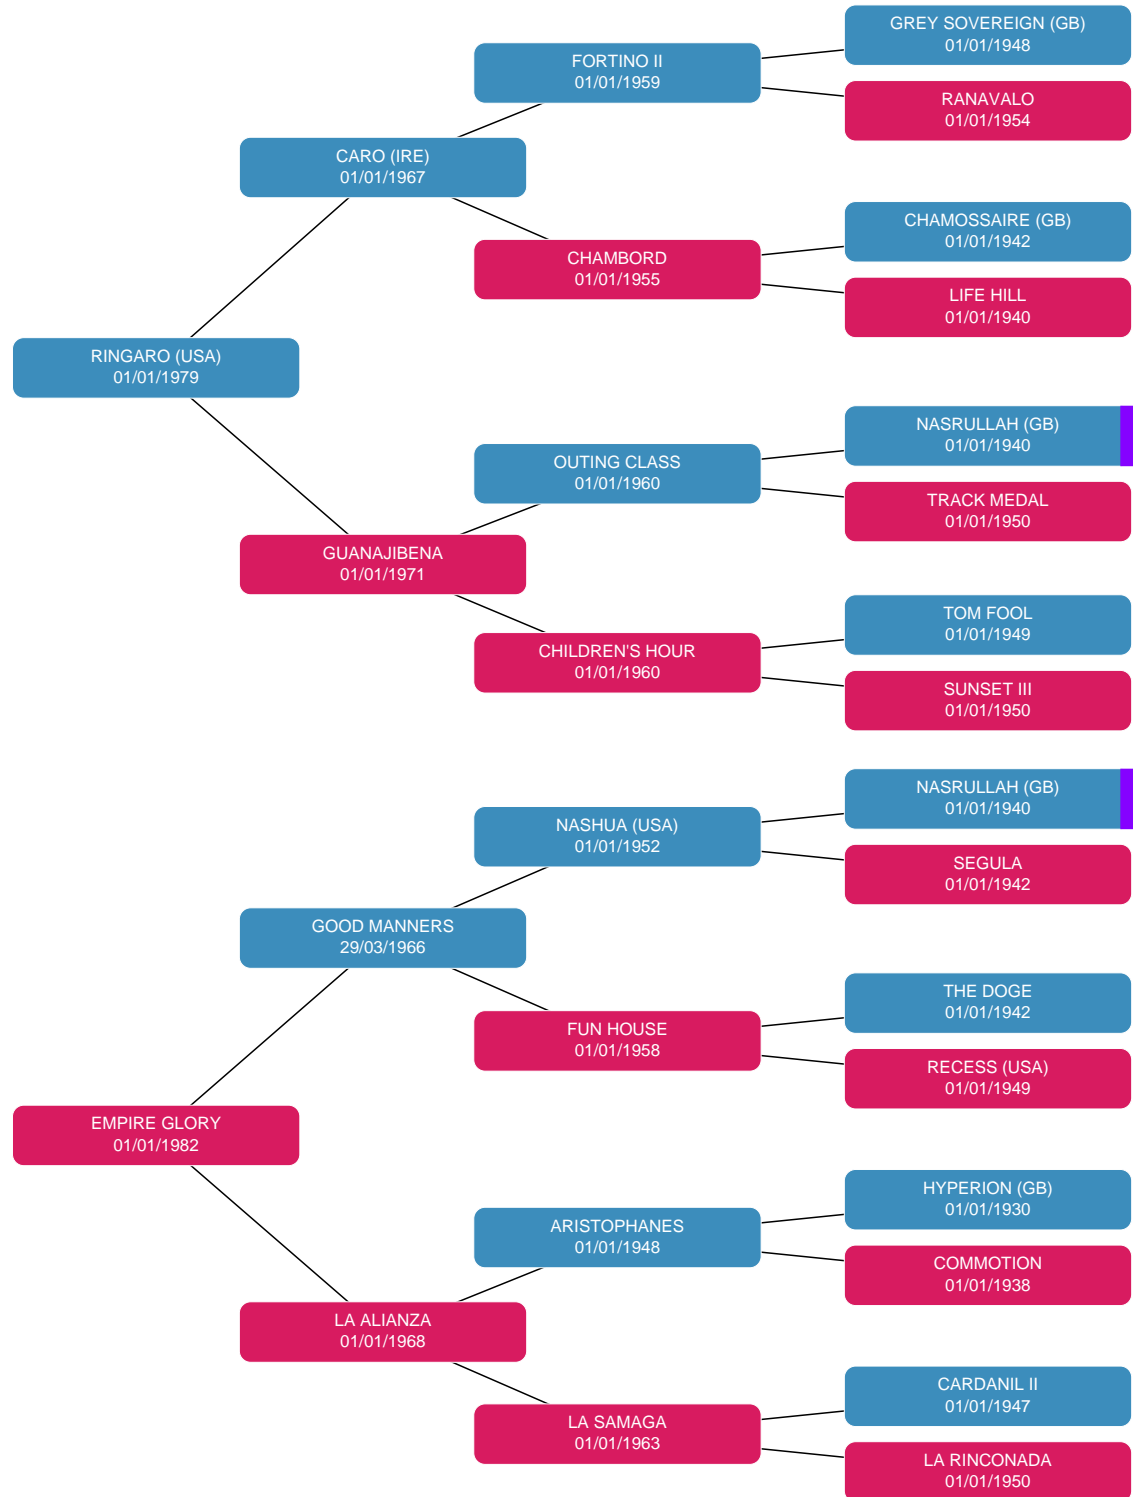 GREY SOVEREIGN (GB)
01/01/1948
FORTINO II
01/01/1959
RANAVALO
01/01/1954
CARO (IRE)
01/01/1967
CHAMOSSAIRE (GB)
01/01/1942
CHAMBORD
01/01/1955
LIFE HILL
01/01/1940
RINGARO (USA)
01/01/1979
NASRULLAH (GB)
01/01/1940
OUTING CLASS
01/01/1960
TRACK MEDAL
01/01/1950
GUANAJIBENA
01/01/1971
TOM FOOL
01/01/1949
CHILDREN'S HOUR
01/01/1960
SUNSET III
01/01/1950
NASRULLAH (GB)
01/01/1940
NASHUA (USA)
01/01/1952
SEGULA
01/01/1942
GOOD MANNERS
29/03/1966
THE DOGE
01/01/1942
FUN HOUSE
01/01/1958
RECESS (USA)
01/01/1949
EMPIRE GLORY
01/01/1982
HYPERION (GB)
01/01/1930
ARISTOPHANES
01/01/1948
COMMOTION
01/01/1938
LA ALIANZA
01/01/1968
CARDANIL II
01/01/1947
LA SAMAGA
01/01/1963
LA RINCONADA
01/01/1950